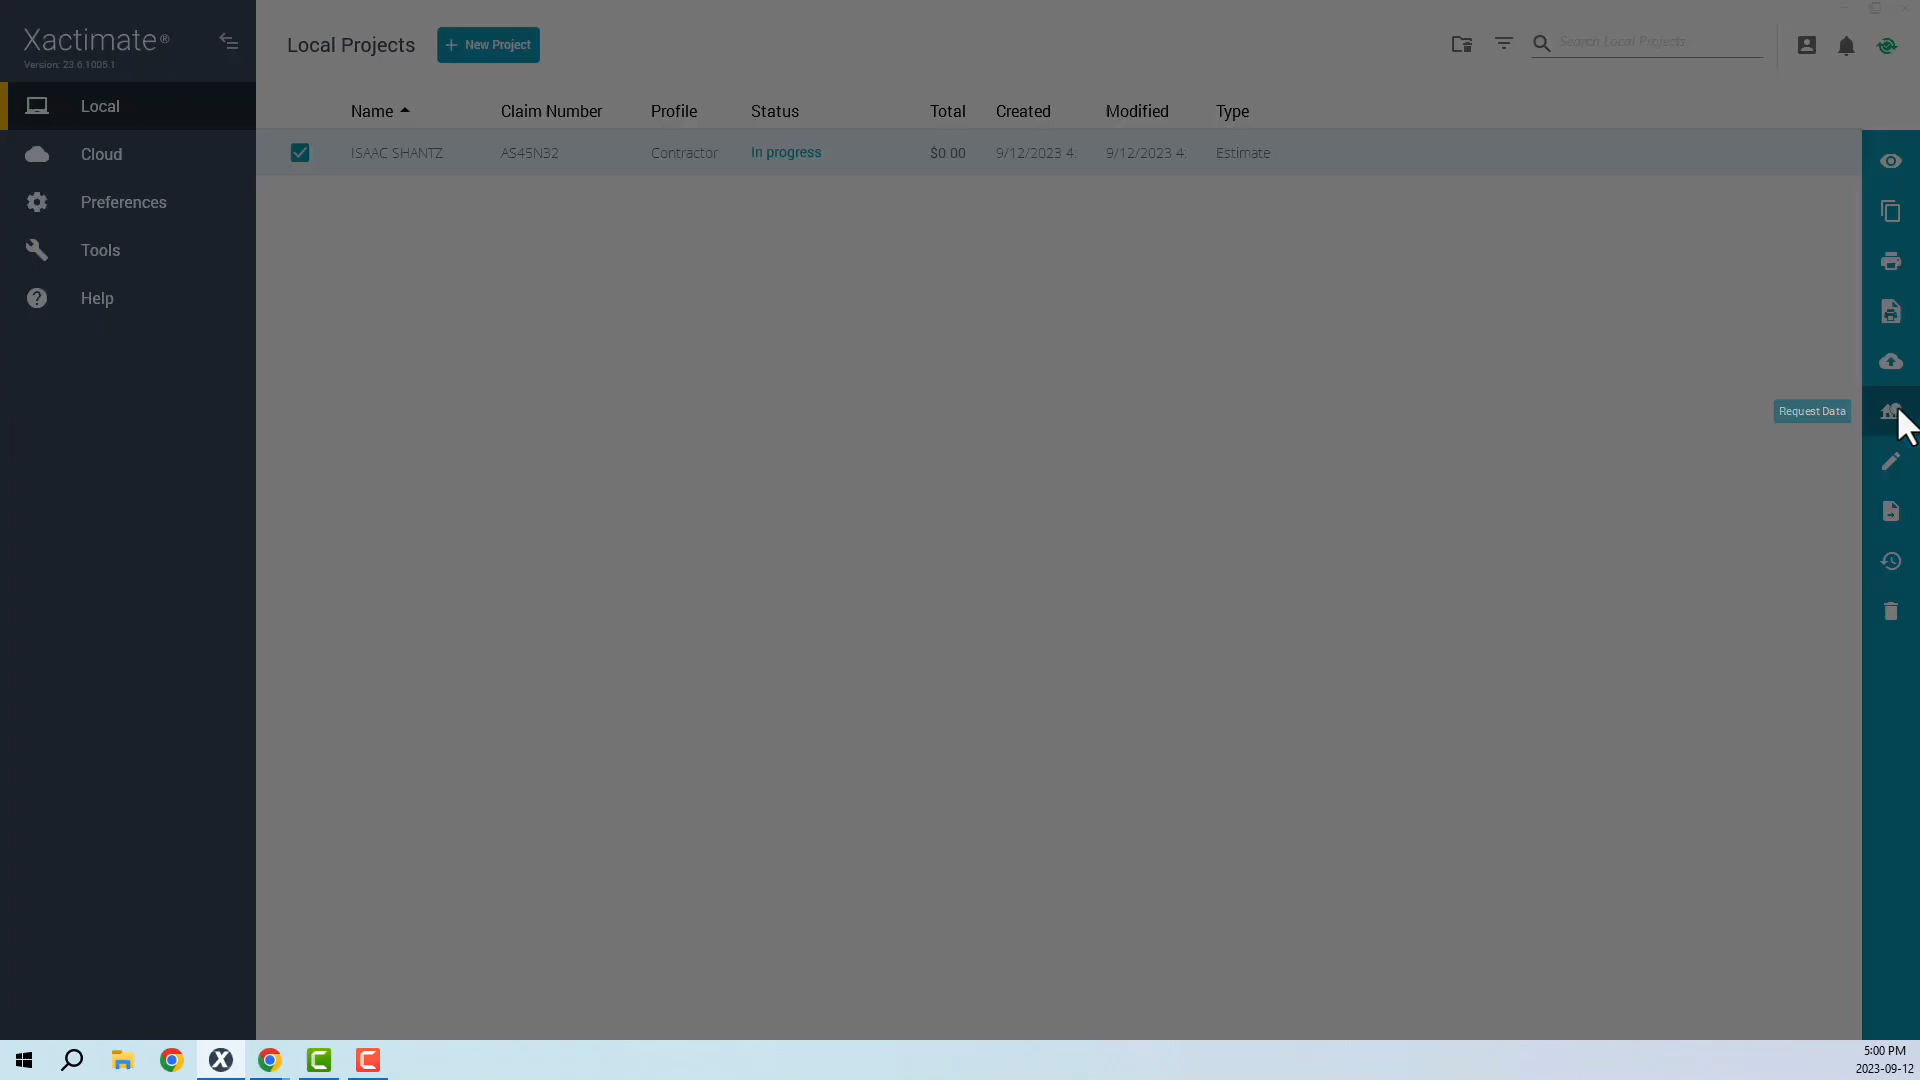 Xactimate®
Version: 23.6.1005.1
Local
Cloud
Preferences
Tools
Help
Local Projects
+ New Project
Search Local Projects
Name Claim Number Profile Status Total Created Modified Type
ISAAC SHANTZ AS45N32 Contractor In progress $0.00 9/12/2023 4: 9/12/2023 4: Estimate
Request Data
5:00 PM
2023-09-12